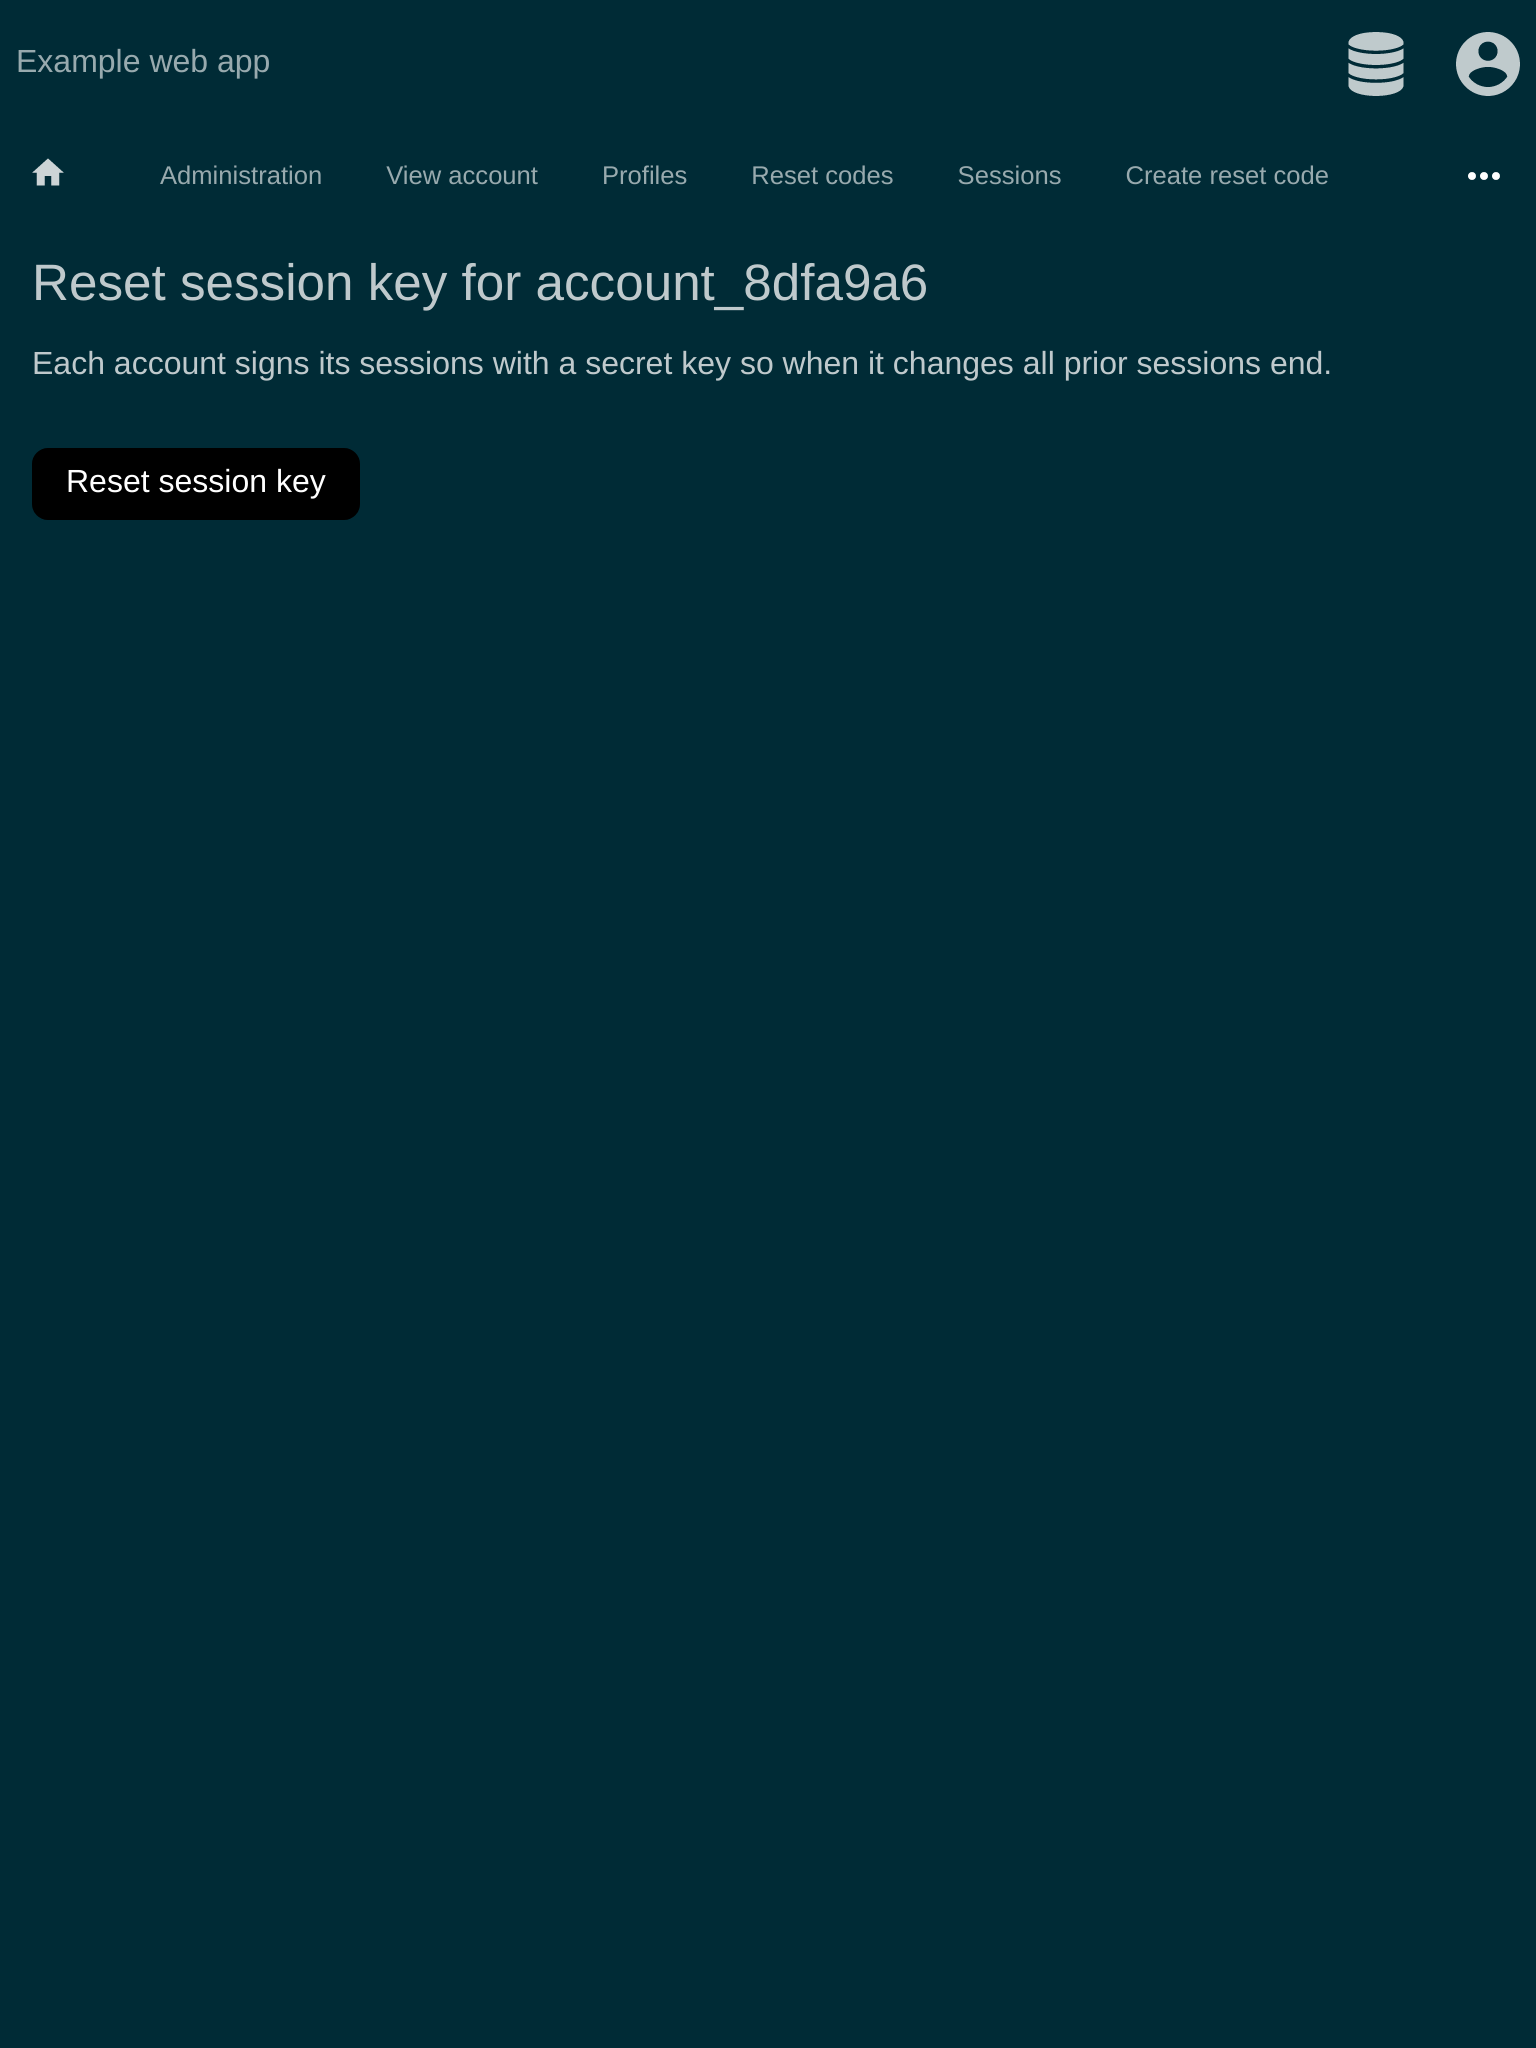 Example web app
Administration View account Profiles Reset codes Sessions Create reset code
Reset session key for account_8dfa9a6
Each account signs its sessions with a secret key so when it changes all prior sessions end.
Reset session key